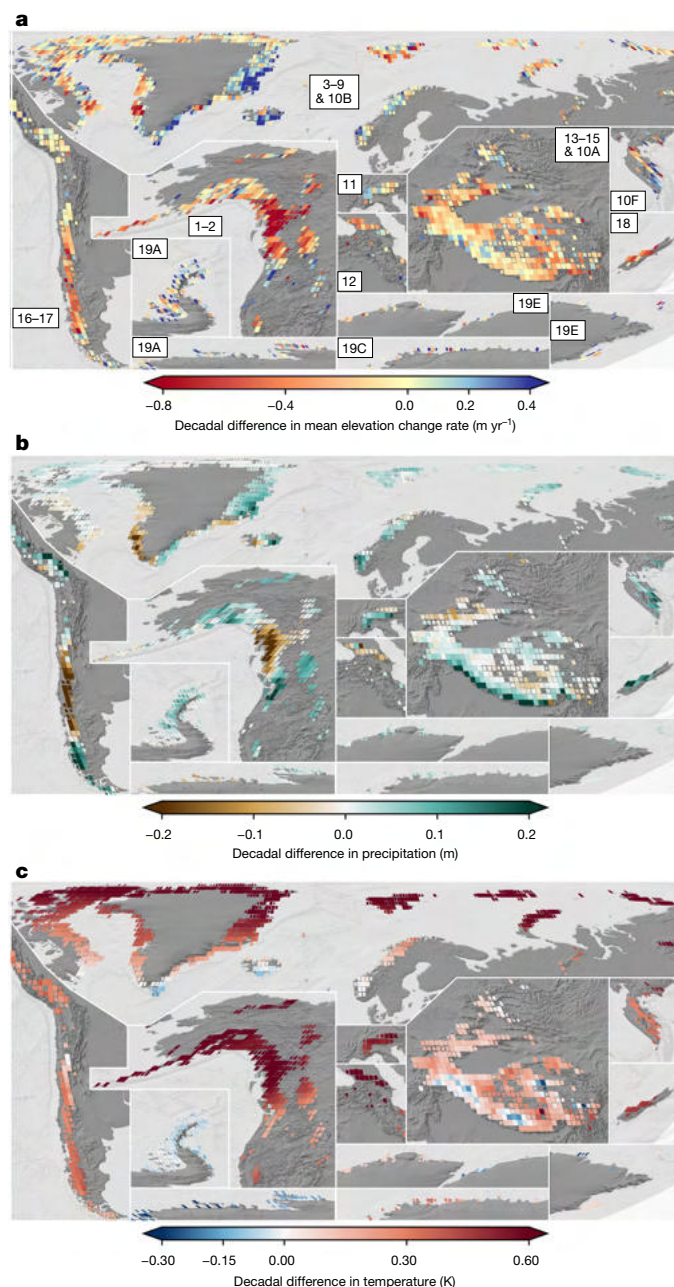 a
3–9
& 10B
13–15
& 10A
11
10F
1–2
18
19A
12
19E
16–17
19E
19A
19C
−0.8
−0.4
0.0
0.2
0.4
Decadal difference in mean elevation change rate (m yr⁻¹)
b
−0.2
−0.1
0.0
0.1
0.2
Decadal difference in precipitation (m)
c
−0.30
−0.15
0.00
0.30
0.60
Decadal difference in temperature (K)